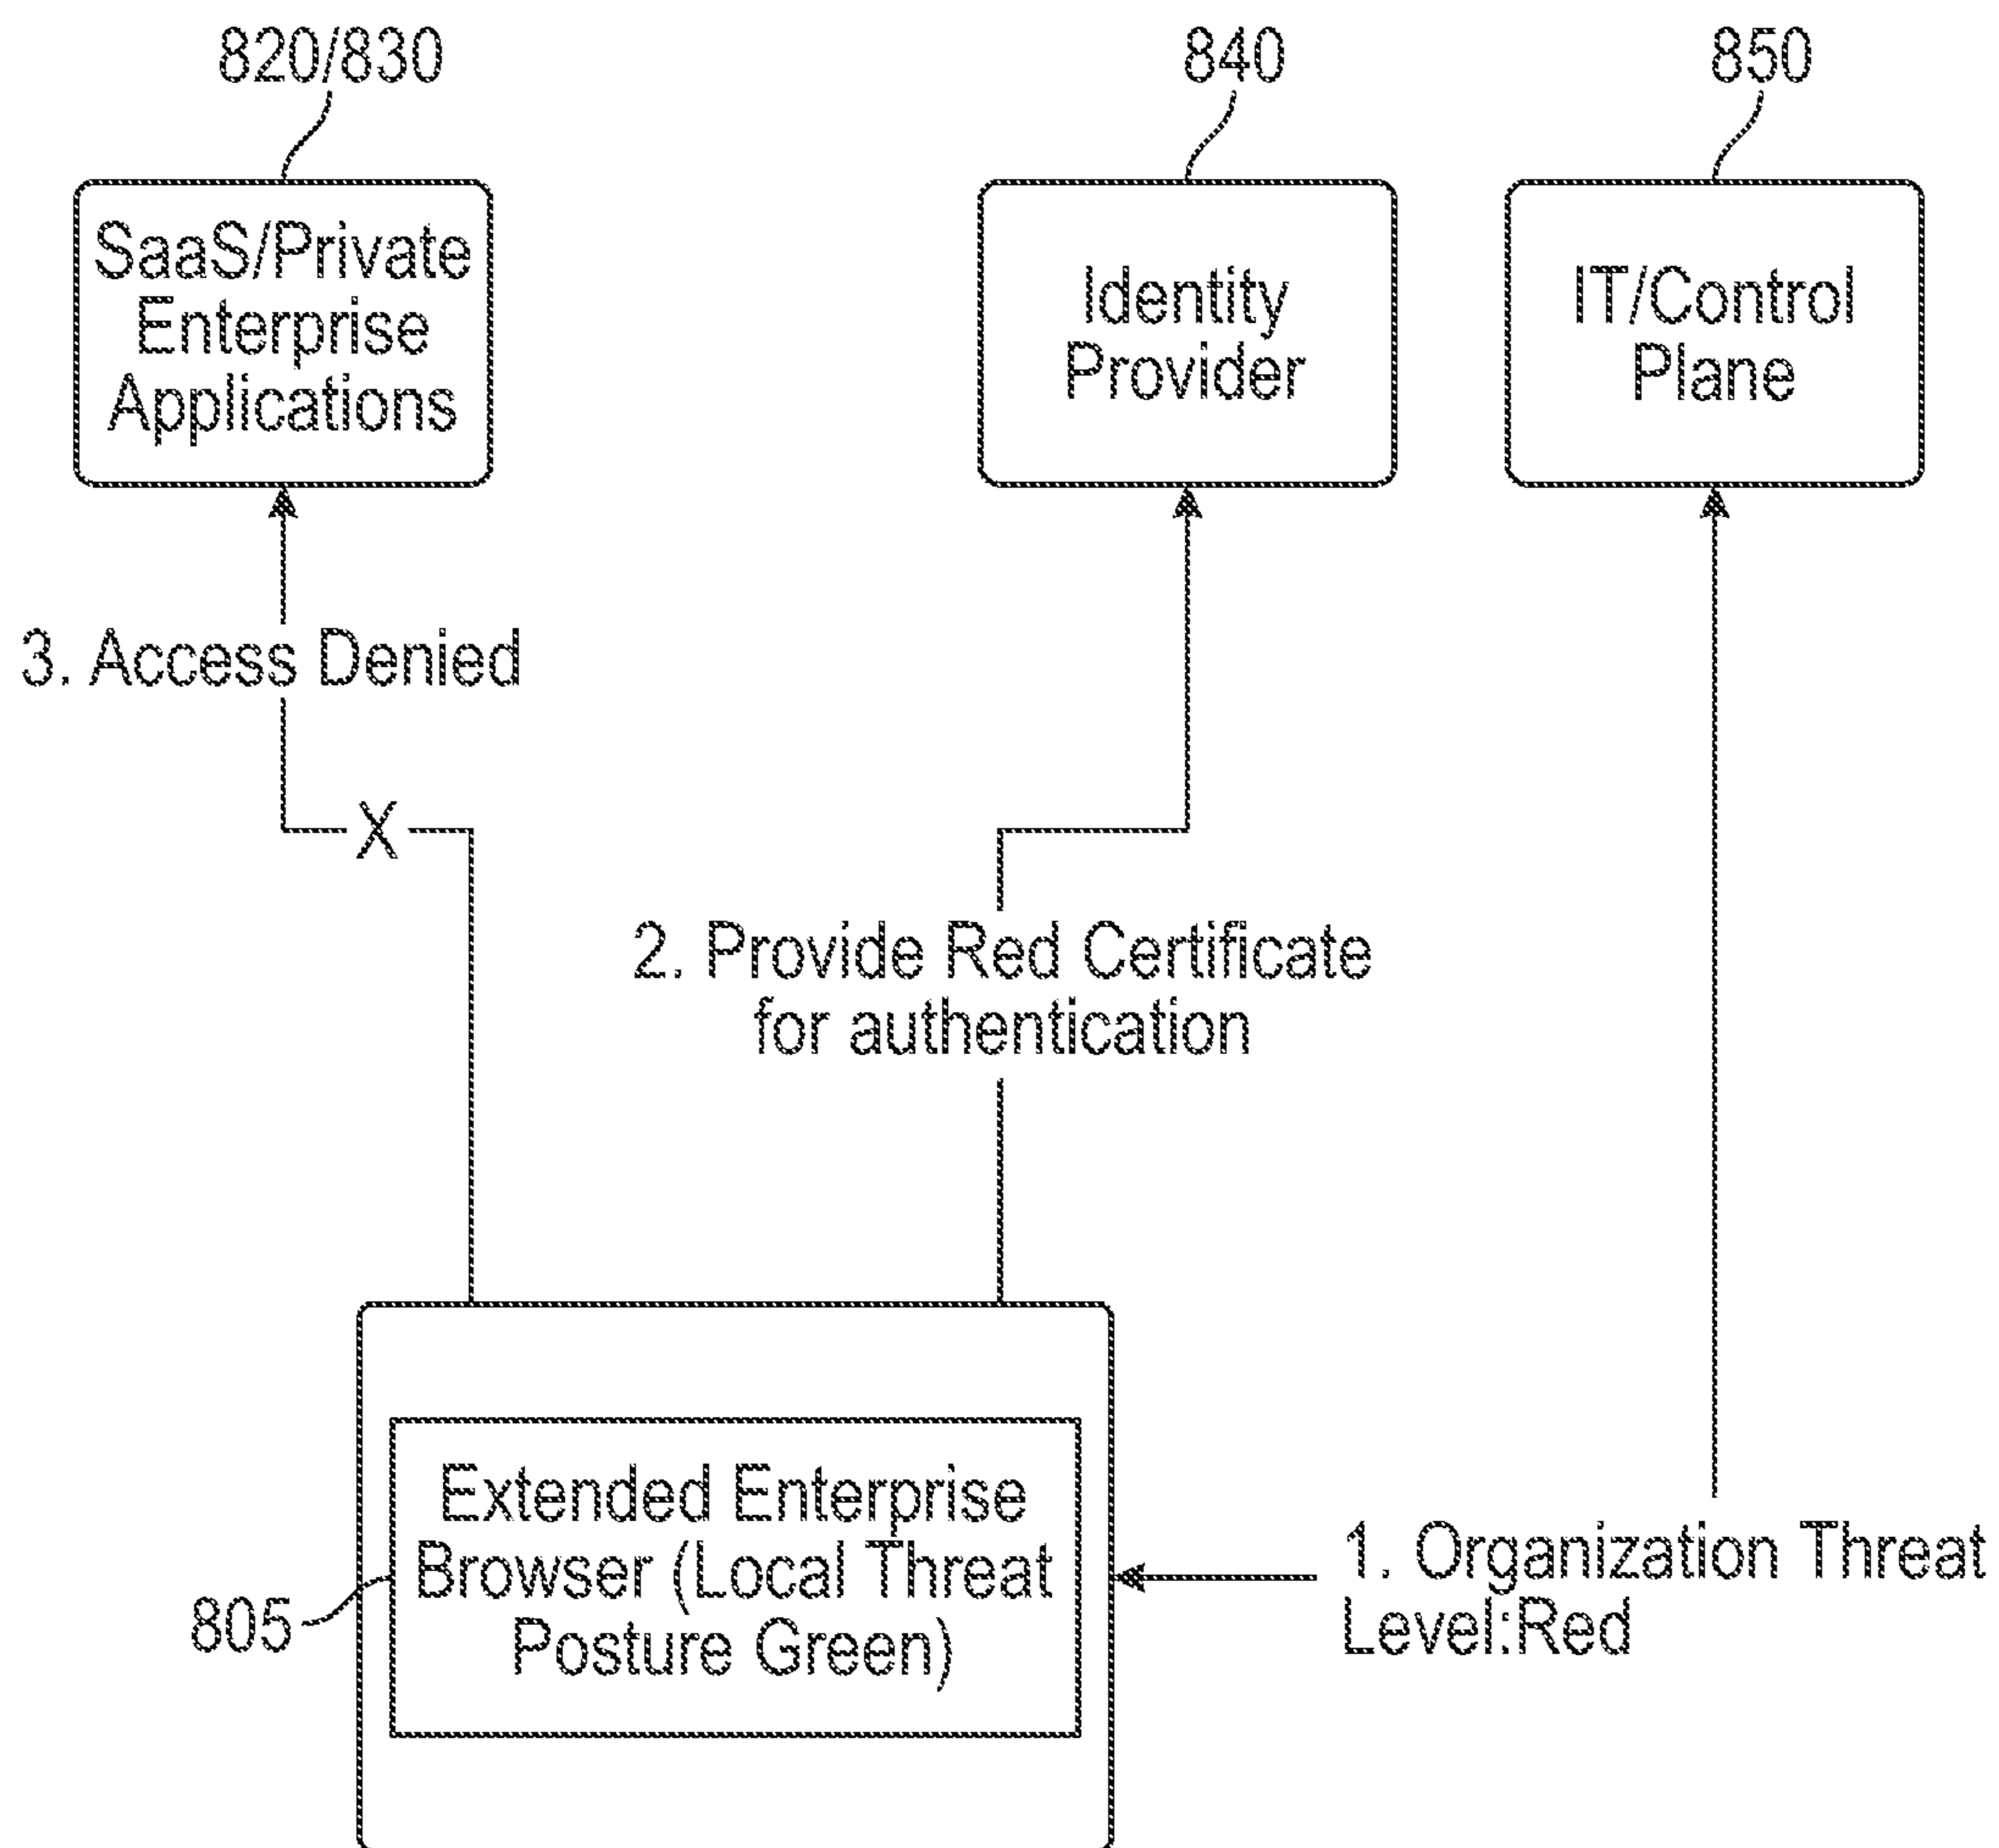 820/830
840
850
SaaS/Private
Enterprise
Applications
Identity
Provider
IT/Control
Plane
3. Access Denied
X
2. Provide Red Certificate
for authentication
Extended Enterprise
Browser (Local Threat
Posture Green)
805
1. Organization Threat
Level:Red